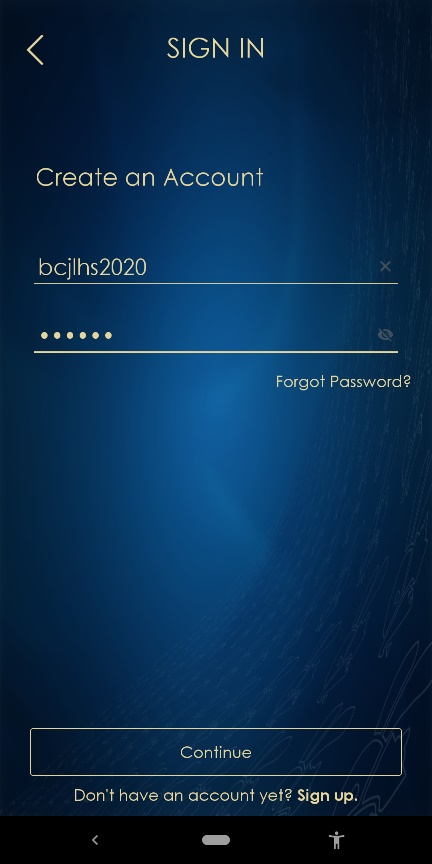 SIGN IN
Create an Account
bcjlhs2020
••••••
Forgot Password?
Continue
Don't have an account yet? Sign up.